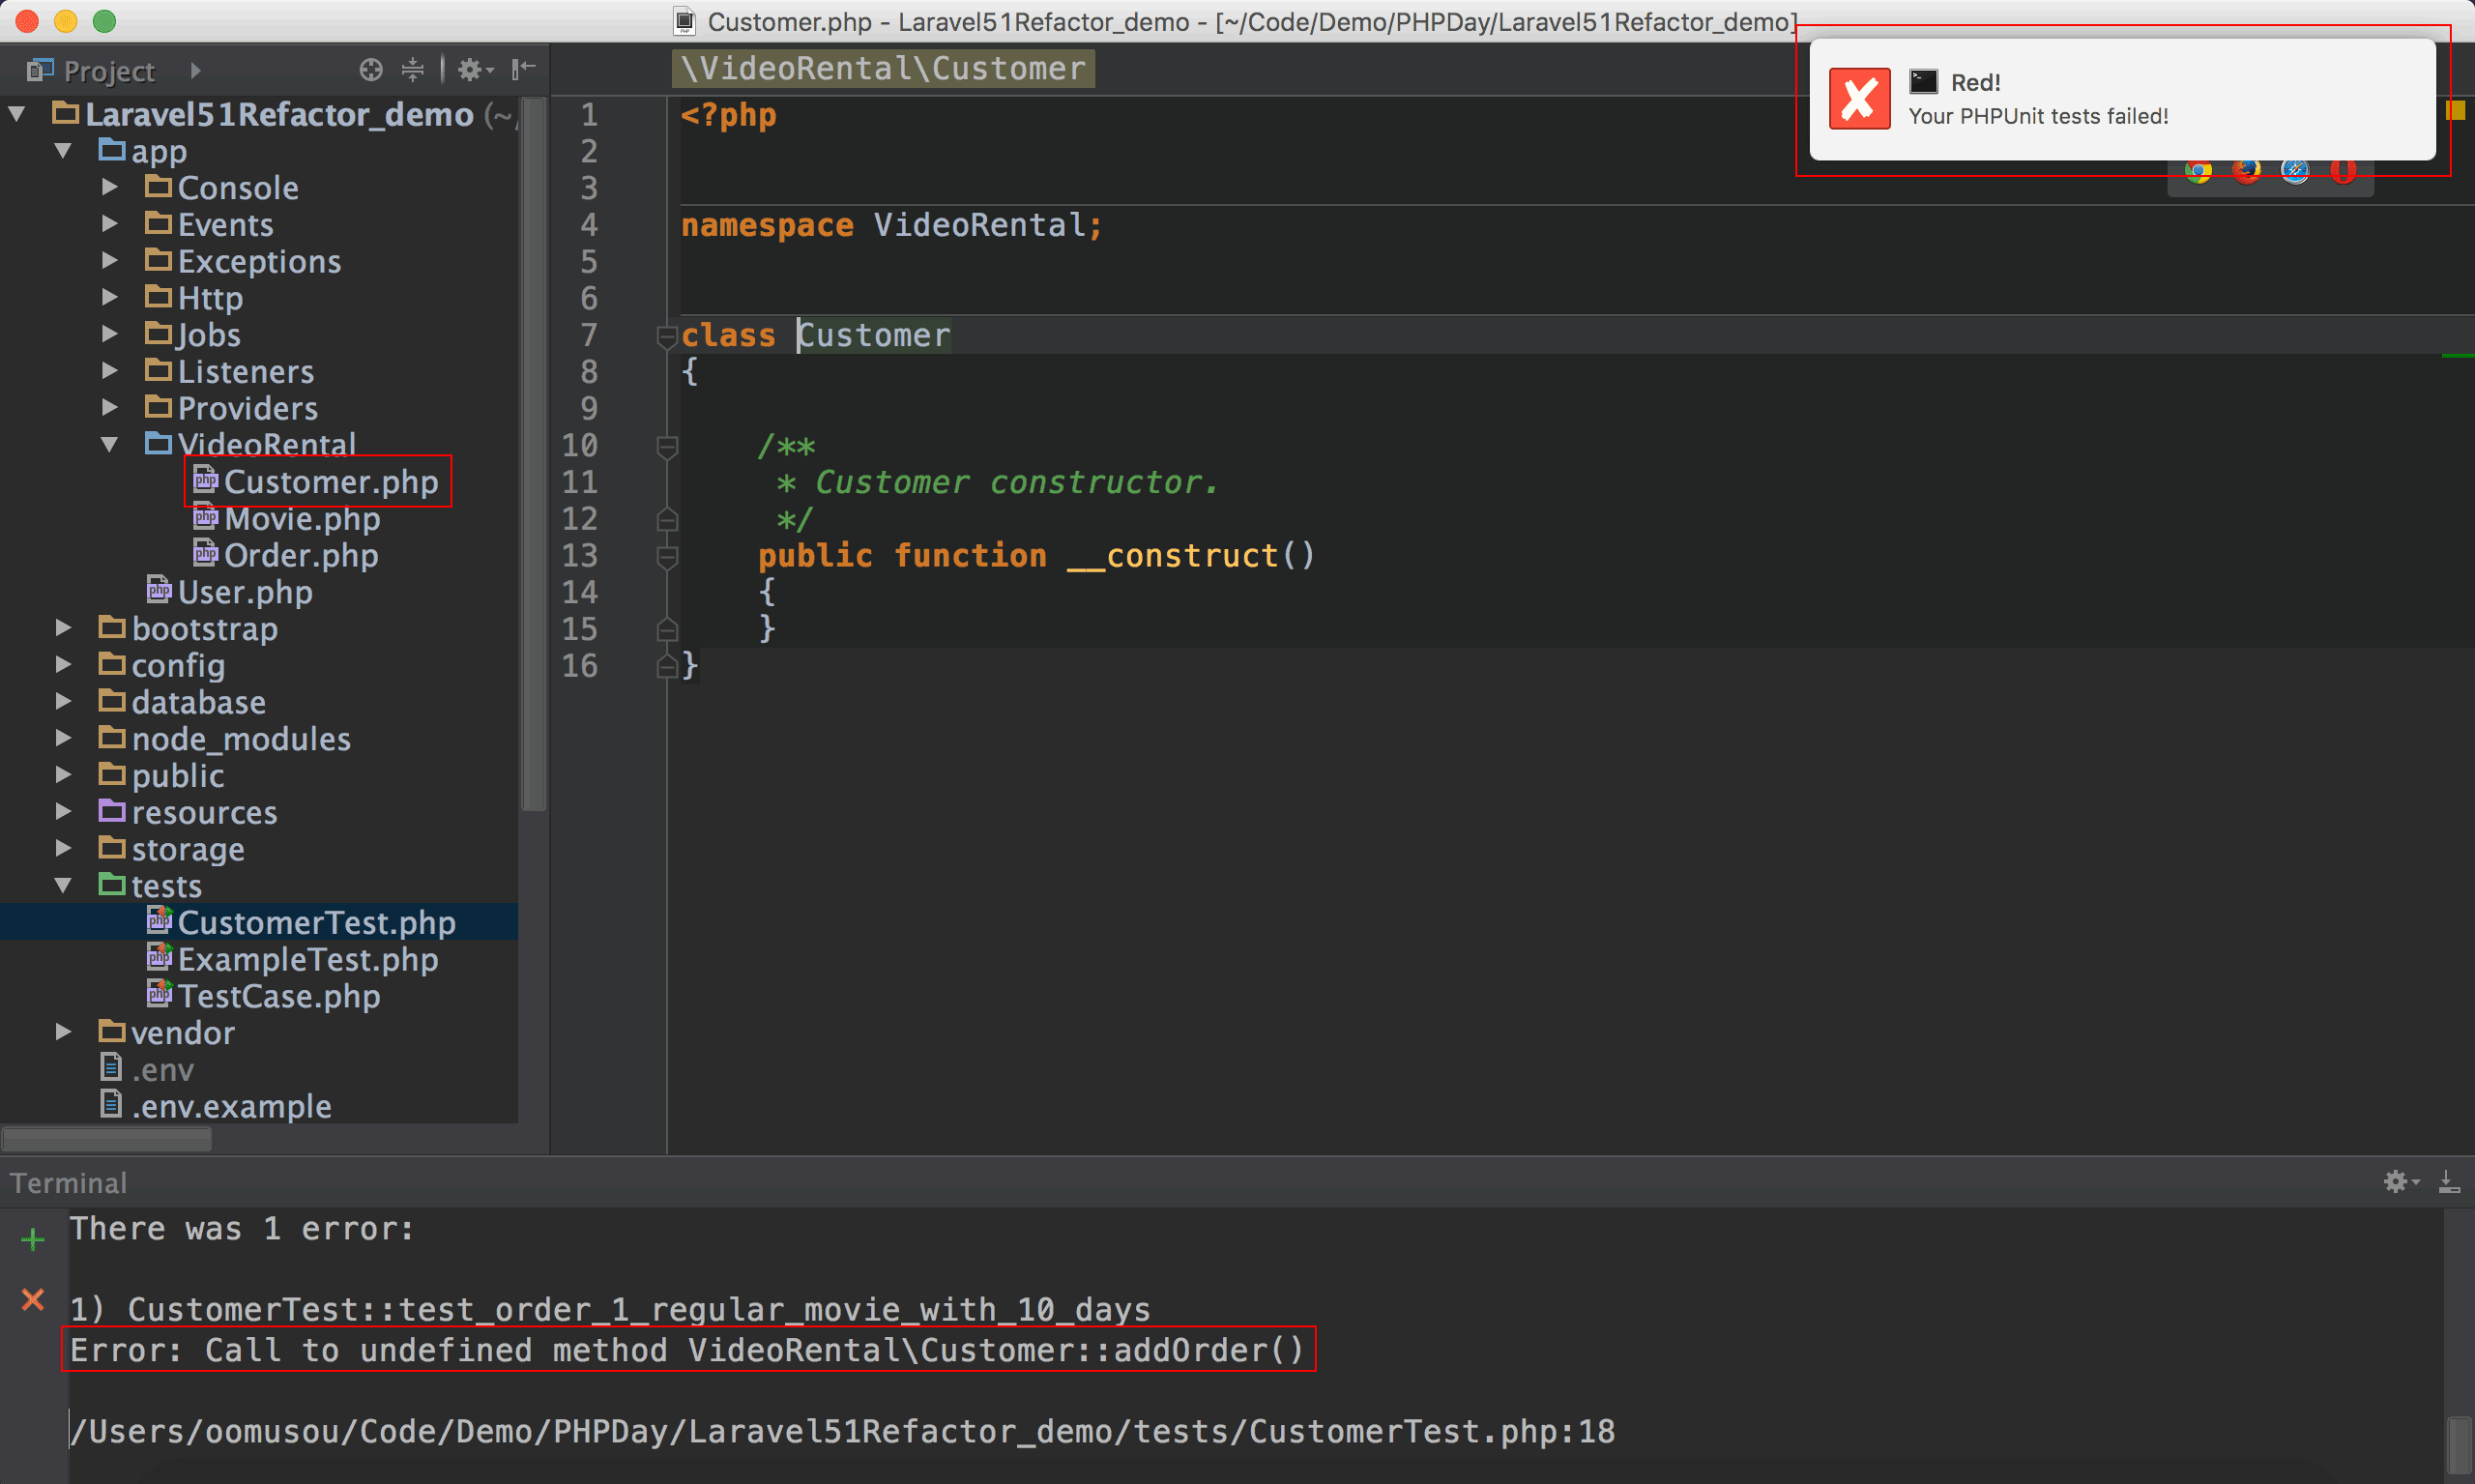 Customer.php - Laravel51Refactor_demo - [~/Code/Demo/PHPDay/Laravel51Refactor_demo]
Project
\VideoRental\Customer
Red!
Your PHPUnit tests failed!
Laravel51Refactor_demo (~/
app
Console
Events
Exceptions
Http
Jobs
Listeners
Providers
VideoRental
Customer.php
Movie.php
Order.php
User.php
bootstrap
config
database
node_modules
public
resources
storage
tests
CustomerTest.php
ExampleTest.php
TestCase.php
vendor
.env
.env.example
1 <?php
2
3
4 namespace VideoRental;
5
6
7 class Customer
8 {
9
10 /**
11 * Customer constructor.
12 */
13 public function __construct()
14 {
15 }
16 }
Terminal
There was 1 error:
1) CustomerTest::test_order_1_regular_movie_with_10_days
Error: Call to undefined method VideoRental\Customer::addOrder()
/Users/oomusou/Code/Demo/PHPDay/Laravel51Refactor_demo/tests/CustomerTest.php:18